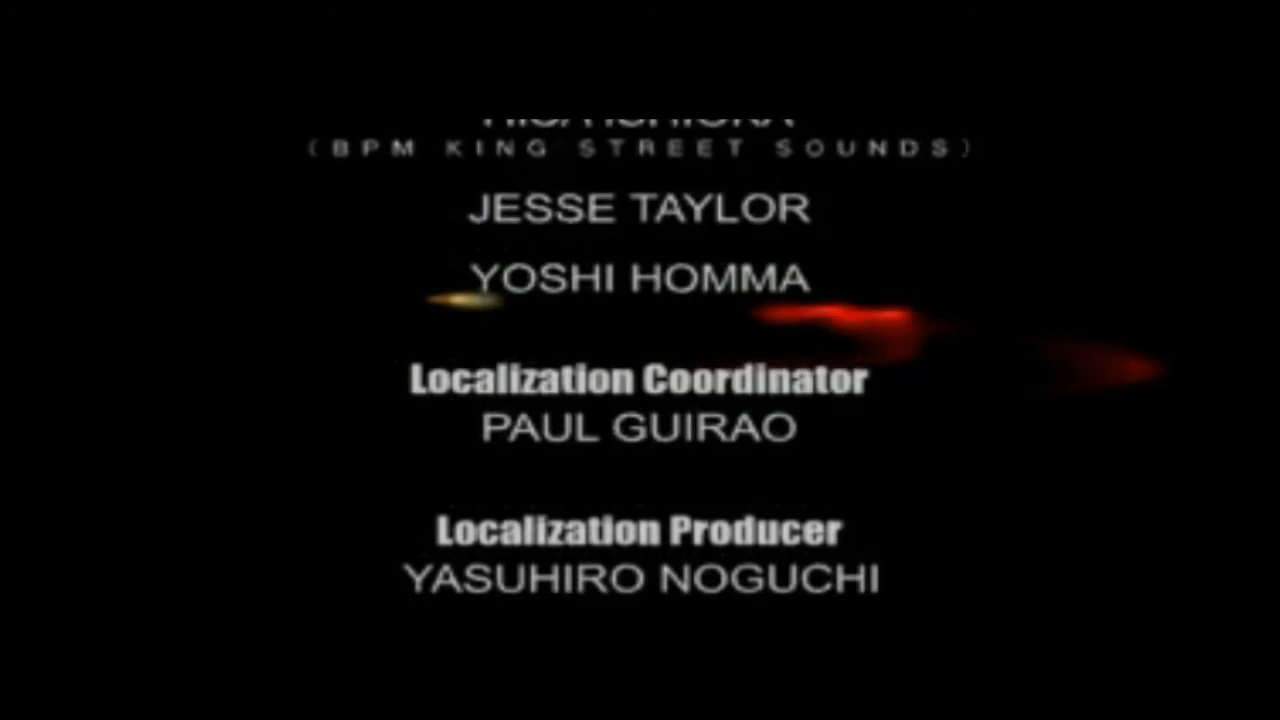 (BPM KING STREET SOUNDS)
JESSE TAYLOR
YOSHI HOMMA
Localization Coordinator
PAUL GUIRAO
Localization Producer
YASUHIRO NOGUCHI